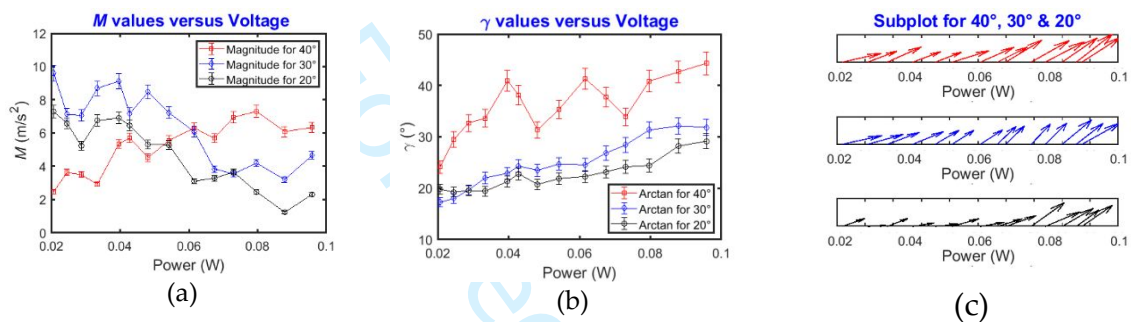 M values versus Voltage
12
10
8
6
4
2
0
M (m/s²)
Magnitude for 40°
Magnitude for 30°
Magnitude for 20°
0.02 0.04 0.06 0.08 0.1
Power (W)
(a)
γ values versus Voltage
50
40
30
20
10
γ (°)
Arctan for 40°
Arctan for 30°
Arctan for 20°
0.02 0.04 0.06 0.08 0.1
Power (W)
(b)
Subplot for 40°, 30° & 20°
0.02 0.04 0.06 0.08 0.1
Power (W)
0.02 0.04 0.06 0.08 0.1
Power (W)
0.02 0.04 0.06 0.08 0.1
Power (W)
(c)